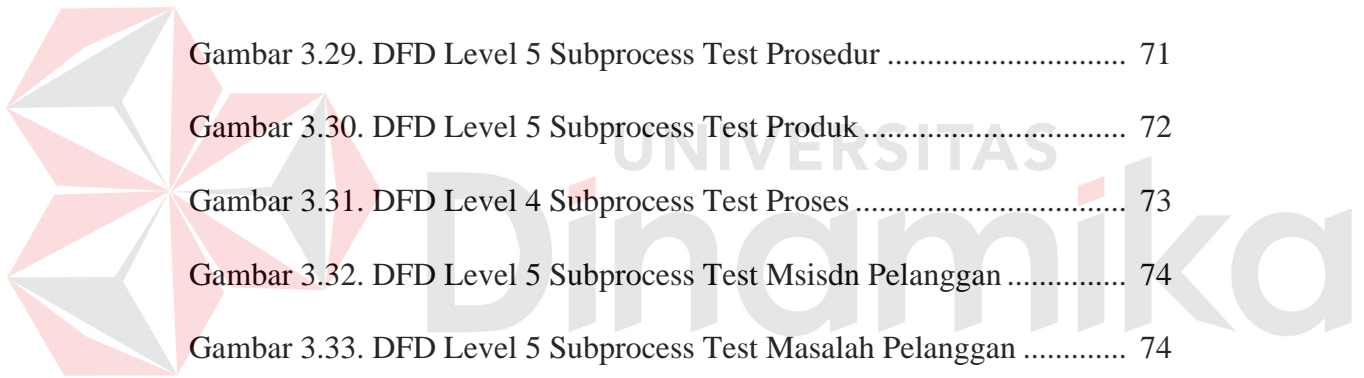 Gambar 3.29. DFD Level 5 Subprocess Test Prosedur ............................ 71
Gambar 3.30. DFD Level 5 Subprocess Test Produk ............................... 72
UNIVERSITAS
Gambar 3.31. DFD Level 4 Subprocess Test Proses ................................ 73
Dinamika
Gambar 3.32. DFD Level 5 Subprocess Test Msisdn Pelanggan .............. 74
Gambar 3.33. DFD Level 5 Subprocess Test Masalah Pelanggan ............ 74